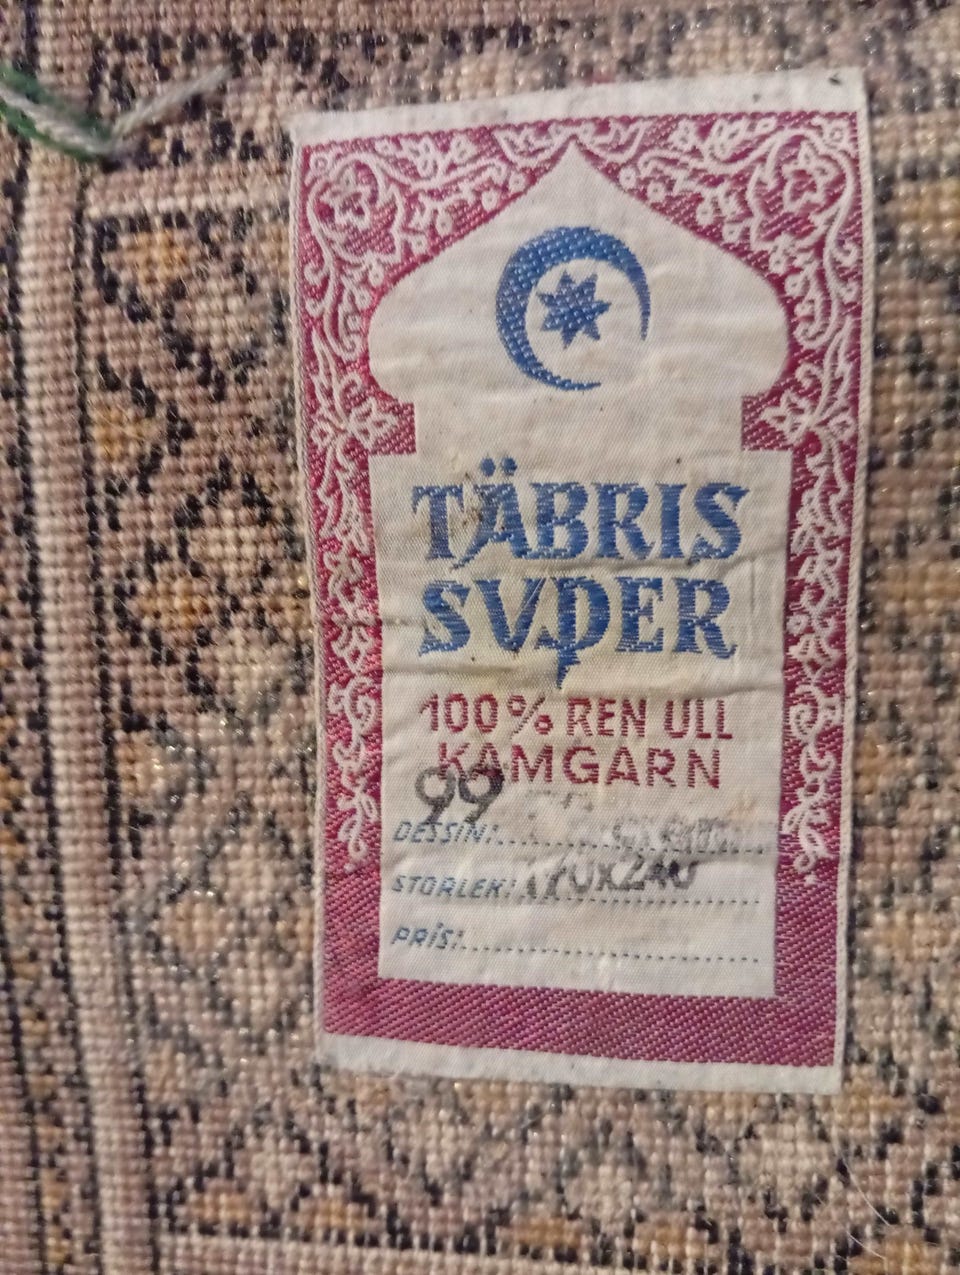 TÄBRIS
SUPER
100% REN ULL
KAMGARN
99
DESSIN:
STORLEK:
PRIS: